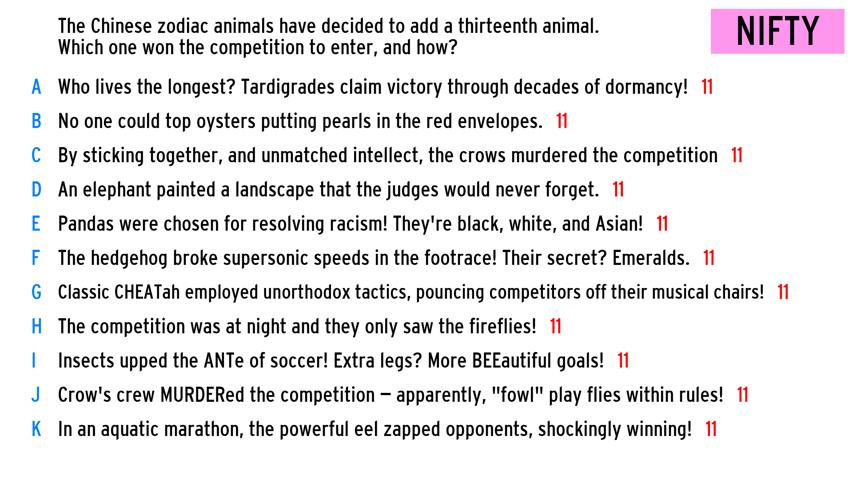 The Chinese zodiac animals have decided to add a thirteenth animal.
Which one won the competition to enter, and how?
NIFTY
A Who lives the longest? Tardigrades claim victory through decades of dormancy! 11
B No one could top oysters putting pearls in the red envelopes. 11
C By sticking together, and unmatched intellect, the crows murdered the competition 11
D An elephant painted a landscape that the judges would never forget. 11
E Pandas were chosen for resolving racism! They're black, white, and Asian! 11
F The hedgehog broke supersonic speeds in the footrace! Their secret? Emeralds. 11
G Classic CHEATah employed unorthodox tactics, pouncing competitors off their musical chairs! 11
H The competition was at night and they only saw the fireflies! 11
I Insects upped the ANTe of soccer! Extra legs? More BEEautiful goals! 11
J Crow's crew MURDERed the competition – apparently, "fowl" play flies within rules! 11
K In an aquatic marathon, the powerful eel zapped opponents, shockingly winning! 11